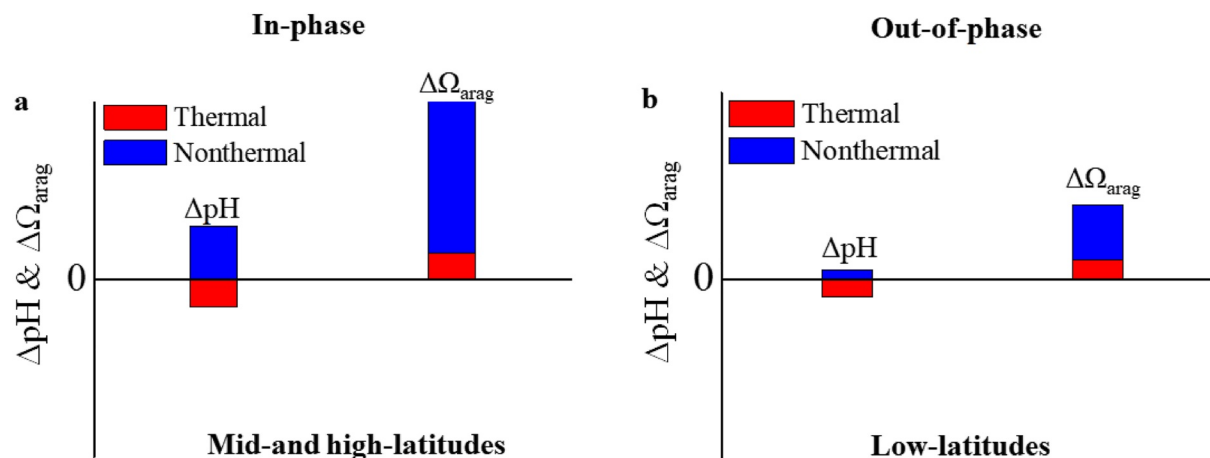 In-phase
a
Thermal
Nonthermal
ΔpH
ΔΩarag
ΔpH & ΔΩarag
0
Mid-and high-latitudes
Out-of-phase
b
Thermal
Nonthermal
ΔpH
ΔΩarag
ΔpH & ΔΩarag
0
Low-latitudes